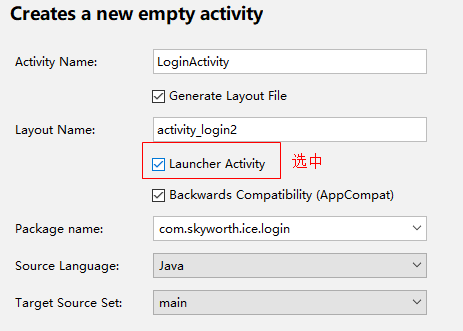 Creates a new empty activity
Activity Name: LoginActivity
Generate Layout File
Layout Name: activity_login2
Launcher Activity 选中
Backwards Compatibility (AppCompat)
Package name: com.skyworth.ice.login
Source Language: Java
Target Source Set: main